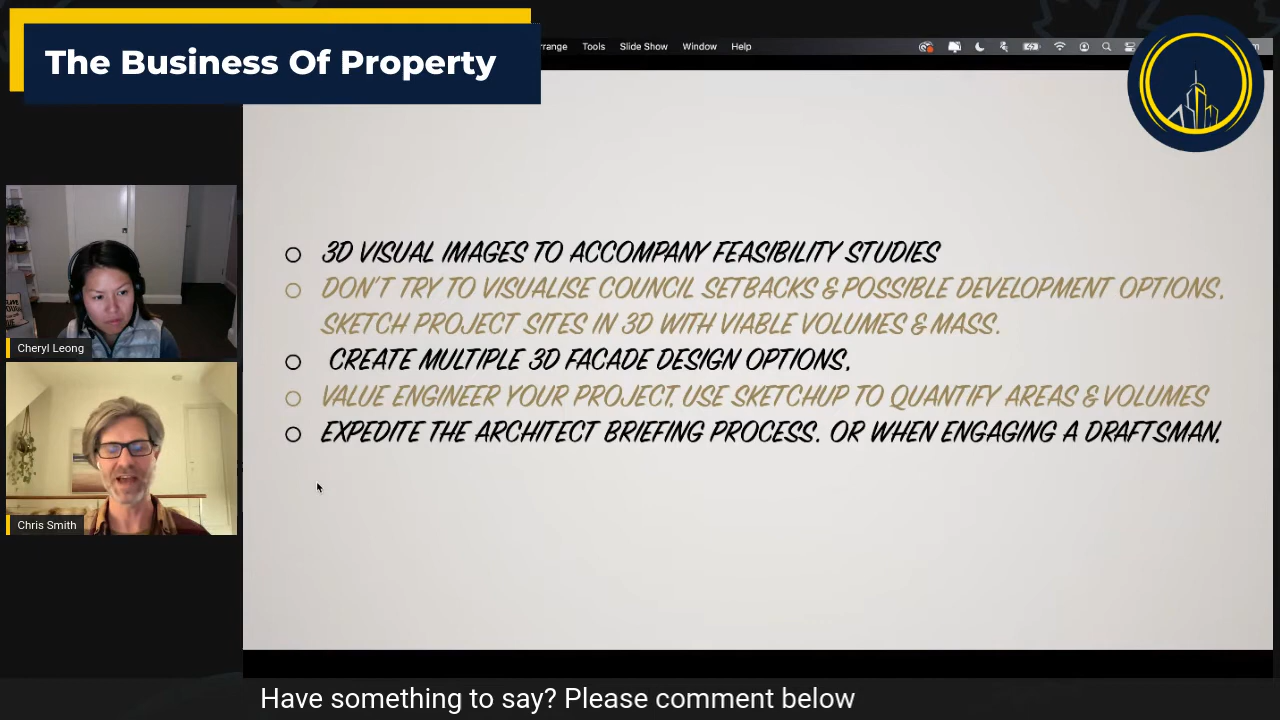 The Business Of Property
Tools Slide Show Window Help
3D VISUAL IMAGES TO ACCOMPANY FEASIBILITY STUDIES
DON'T TRY TO VISUALISE COUNCIL SETBACKS & POSSIBLE DEVELOPMENT OPTIONS,
SKETCH PROJECT SITES IN 3D WITH VIABLE VOLUMES & MASS.
CREATE MULTIPLE 3D FACADE DESIGN OPTIONS,
VALUE ENGINEER YOUR PROJECT, USE SKETCHUP TO QUANTIFY AREAS & VOLUMES
EXPEDITE THE ARCHITECT BRIEFING PROCESS. OR WHEN ENGAGING A DRAFTSMAN,
Cheryl Leong
Chris Smith
Have something to say? Please comment below